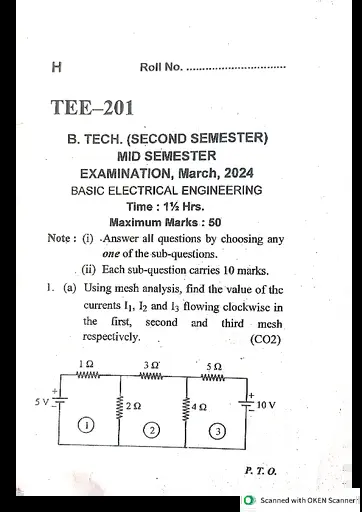 H Roll No. ..............................
TEE–201
B. TECH. (SECOND SEMESTER)
MID SEMESTER
EXAMINATION, March, 2024
BASIC ELECTRICAL ENGINEERING
Time : 1½ Hrs.
Maximum Marks : 50
Note : (i) Answer all questions by choosing any
one of the sub-questions.
(ii) Each sub-question carries 10 marks.
1. (a) Using mesh analysis, find the value of the
currents I₁, I₂ and I₃ flowing clockwise in
the first, second and third mesh
respectively. (CO2)
1 Ω 3 Ω 5 Ω
+ +
5 V 2 Ω 4 Ω 10 V
- -
1 2 3
P. T. O.
Scanned with OKEN Scanner